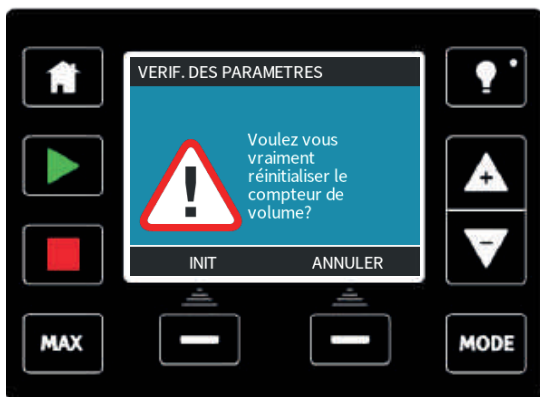 VERIF. DES PARAMETRES
Voulez vous
vraiment
réinitialiser le
compteur de
volume?
INIT ANNULER
MAX
MODE